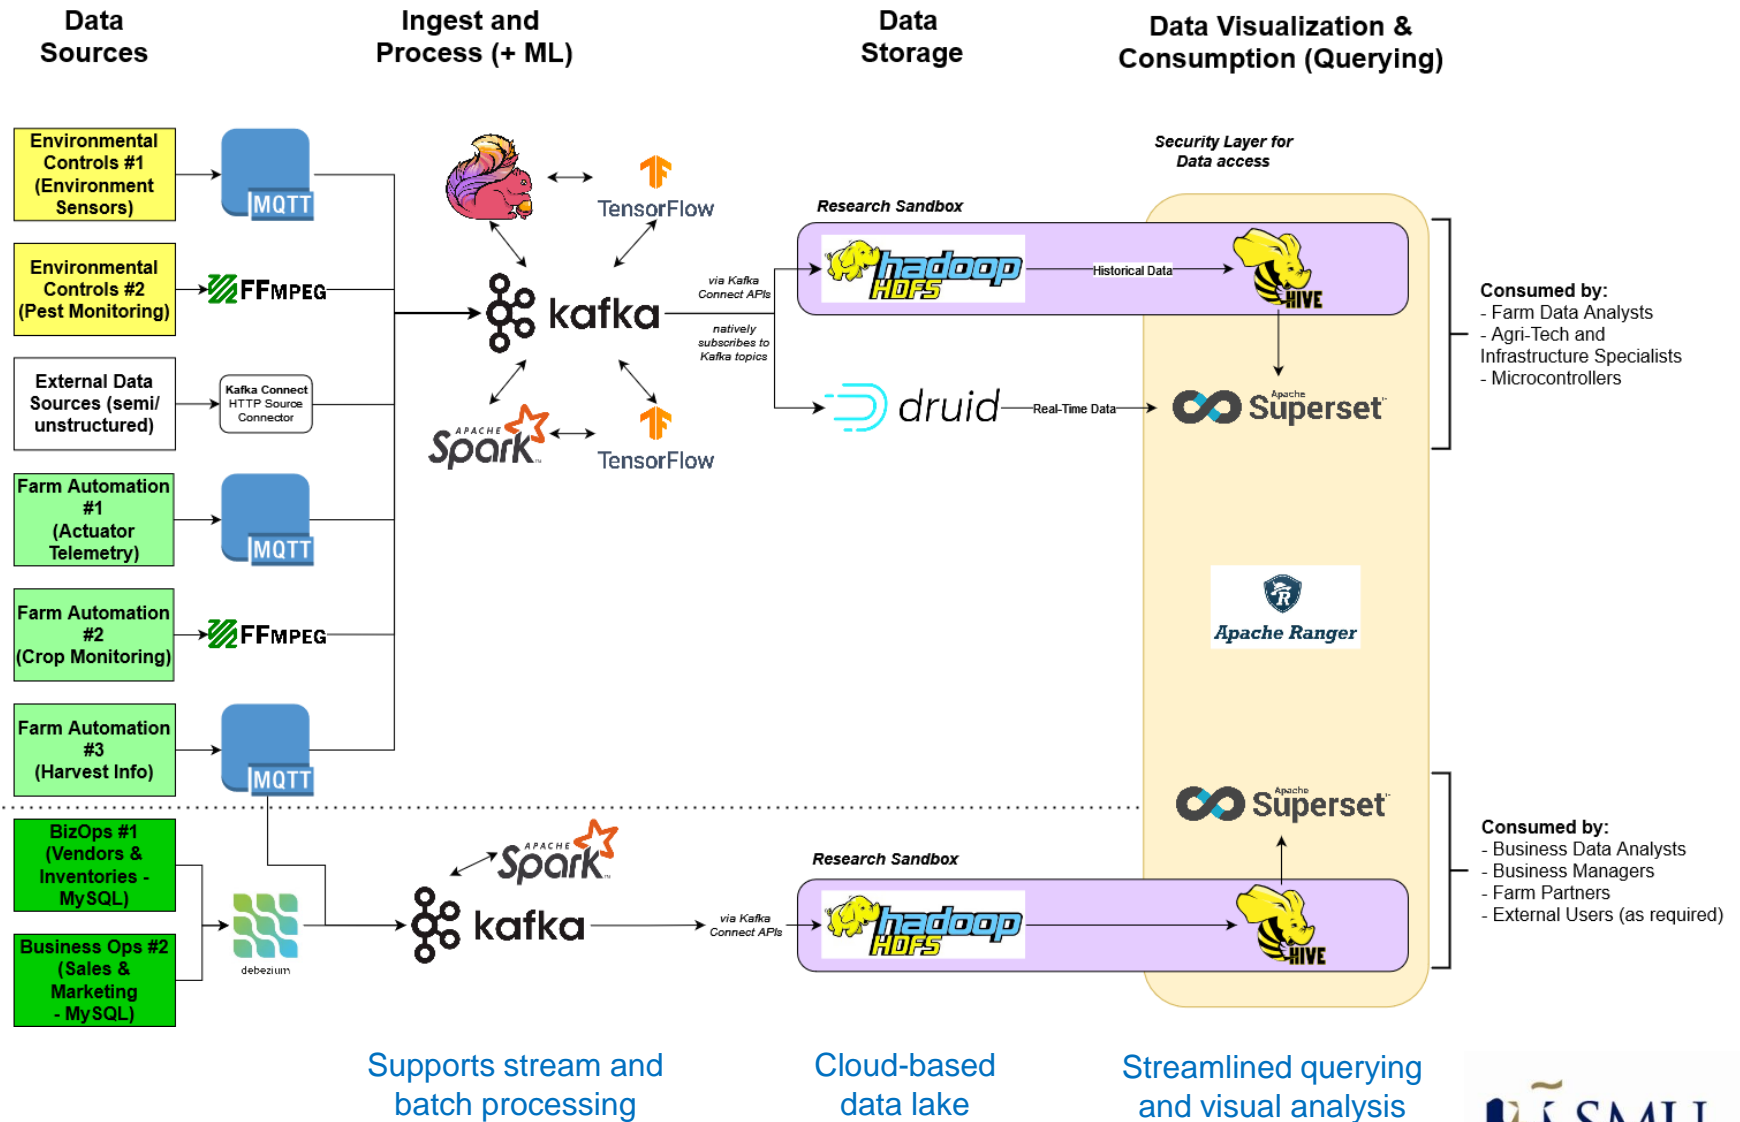 Data
Sources
Ingest and
Process (+ ML)
Data
Storage
Data Visualization &
Consumption (Querying)
Environmental
Controls #1
(Environment
Sensors)
MQTT
TensorFlow
Security Layer for
Data access
Research Sandbox
Environmental
Controls #2
(Pest Monitoring)
FFMPEG
kafka
via Kafka
Connect APIs
natively
subscribes to
Kafka topics
hadoop
HDFS
Historical Data
HIVE
Consumed by:
- Farm Data Analysts
- Agri-Tech and
Infrastructure Specialists
- Microcontrollers
External Data
Sources (semi/
unstructured)
Kafka Connect
HTTP Source
Connector
APACHE
Spark™
TensorFlow
druid
Real-Time Data
Apache
Superset™
Farm Automation
#1
(Actuator
Telemetry)
MQTT
Farm Automation
#2
(Crop Monitoring)
FFMPEG
R
Apache Ranger
Farm Automation
#3
(Harvest Info)
MQTT
Apache
Superset™
BizOps #1
(Vendors &
Inventories -
MySQL)
Business Ops #2
(Sales &
Marketing
- MySQL)
debezium
APACHE
Spark™
kafka
via Kafka
Connect APIs
Research Sandbox
hadoop
HDFS
HIVE
Consumed by:
- Business Data Analysts
- Business Managers
- Farm Partners
- External Users (as required)
Supports stream and
batch processing
Cloud-based
data lake
Streamlined querying
and visual analysis
SMU